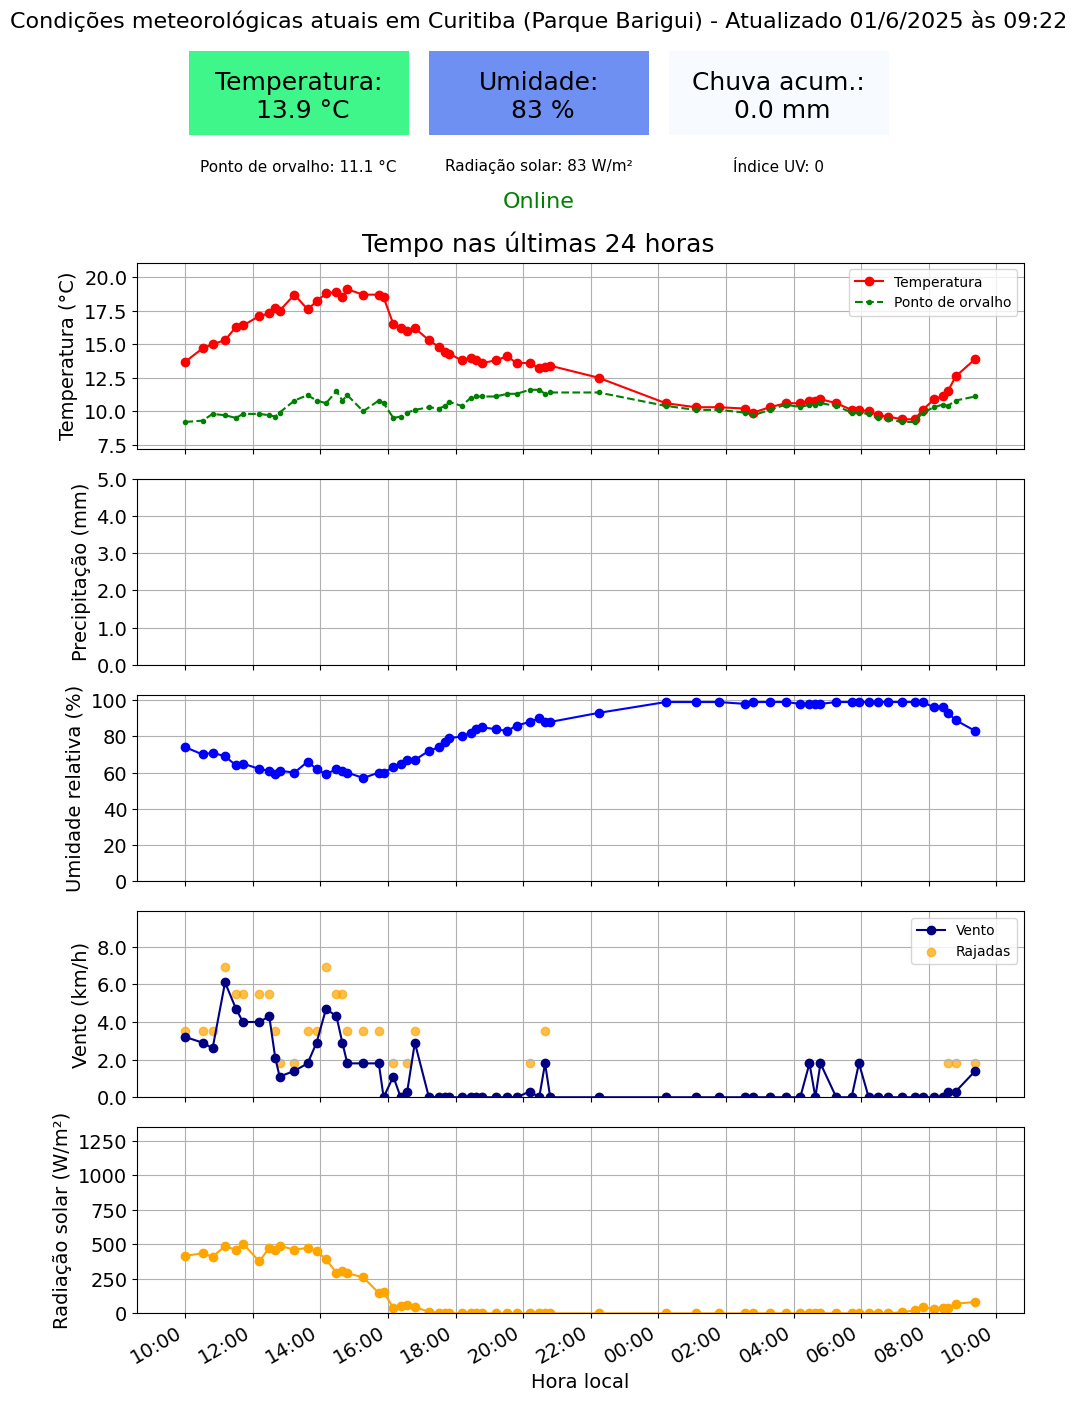 Condições meteorológicas atuais em Curitiba (Parque Barigui) - Atualizado 01/6/2025 às 09:22
Temperatura:
13.9 °C
Umidade:
83 %
Chuva acum.:
0.0 mm
Ponto de orvalho: 11.1 °C
Radiação solar: 83 W/m²
Índice UV: 0
Online
Tempo nas últimas 24 horas
Temperatura (°C)
20.0
17.5
15.0
12.5
10.0
7.5
Temperatura
Ponto de orvalho
Precipitação (mm)
5.0
4.0
3.0
2.0
1.0
0.0
Umidade relativa (%)
100
80
60
40
20
0
Vento (km/h)
8.0
6.0
4.0
2.0
0.0
Vento
Rajadas
Radiação solar (W/m²)
1250
1000
750
500
250
0
10:00
12:00
14:00
16:00
18:00
20:00
22:00
00:00
02:00
04:00
06:00
08:00
10:00
Hora local